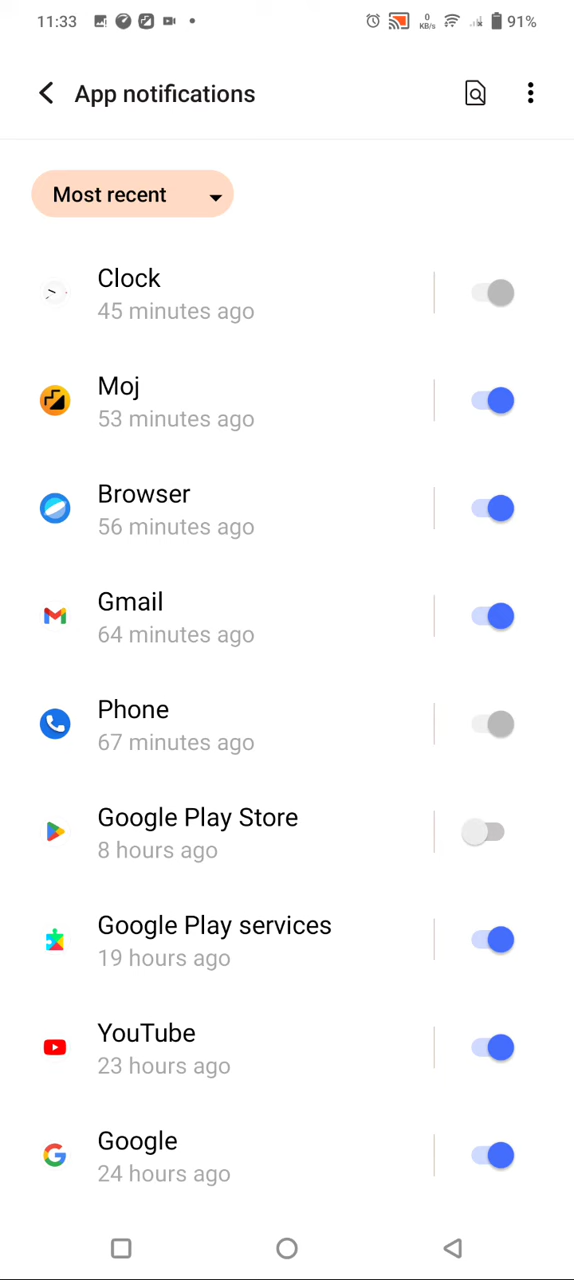 11:33
0
KB/s
91%
App notifications
Most recent
Clock
45 minutes ago
Moj
53 minutes ago
Browser
56 minutes ago
Gmail
64 minutes ago
Phone
67 minutes ago
Google Play Store
8 hours ago
Google Play services
19 hours ago
YouTube
23 hours ago
Google
24 hours ago